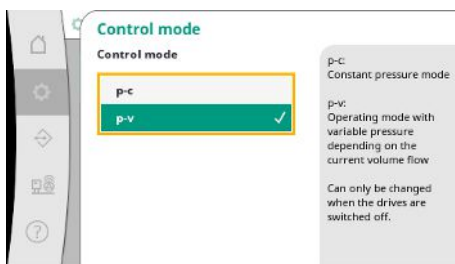 Control mode
Control mode
p-c
p-v
p-c:
Constant pressure mode
p-v:
Operating mode with
variable pressure
depending on the
current volume flow
Can only be changed
when the drives are
switched off.